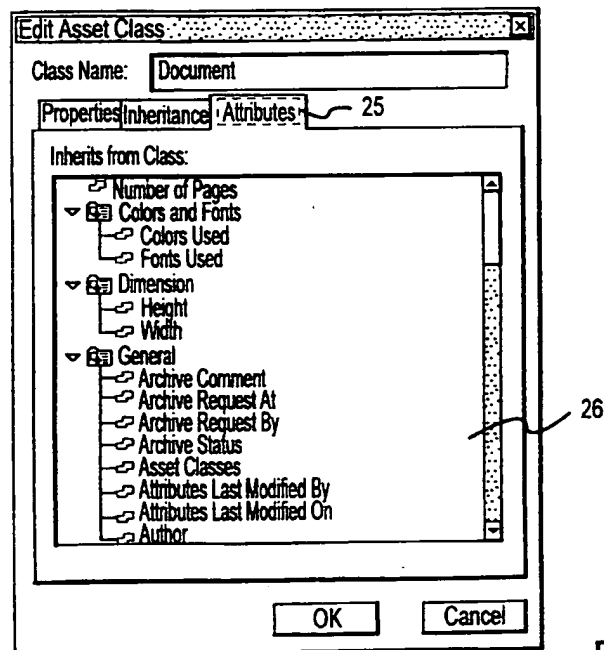 Edit Asset Class
Class Name: Document
Properties Inheritance Attributes 25
Inherits from Class:
Number of Pages
Colors and Fonts
Colors Used
Fonts Used
Dimension
Height
Width
General
Archive Comment
Archive Request At
Archive Request By
26
Archive Status
Asset Classes
Attributes Last Modified By
Attributes Last Modified On
Author
OK Cancel